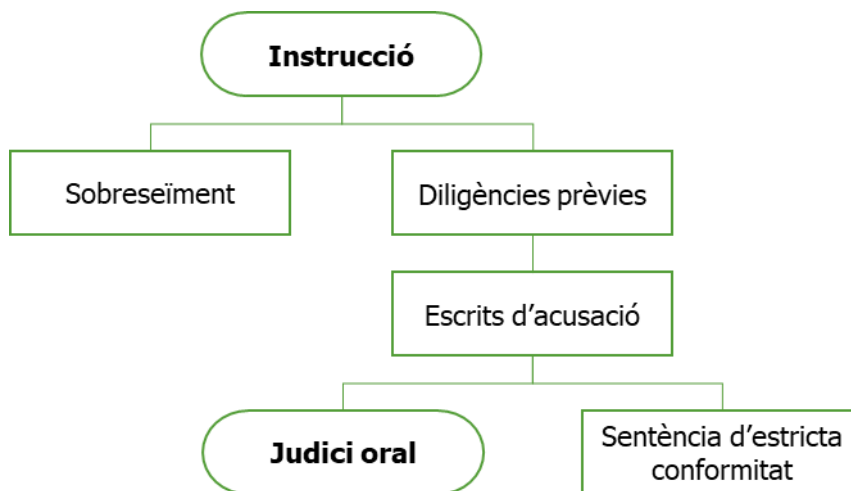 Instrucció
Sobreseïment
Diligències prèvies
Escrits d’acusació
Judici oral
Sentència d’estricta
conformitat